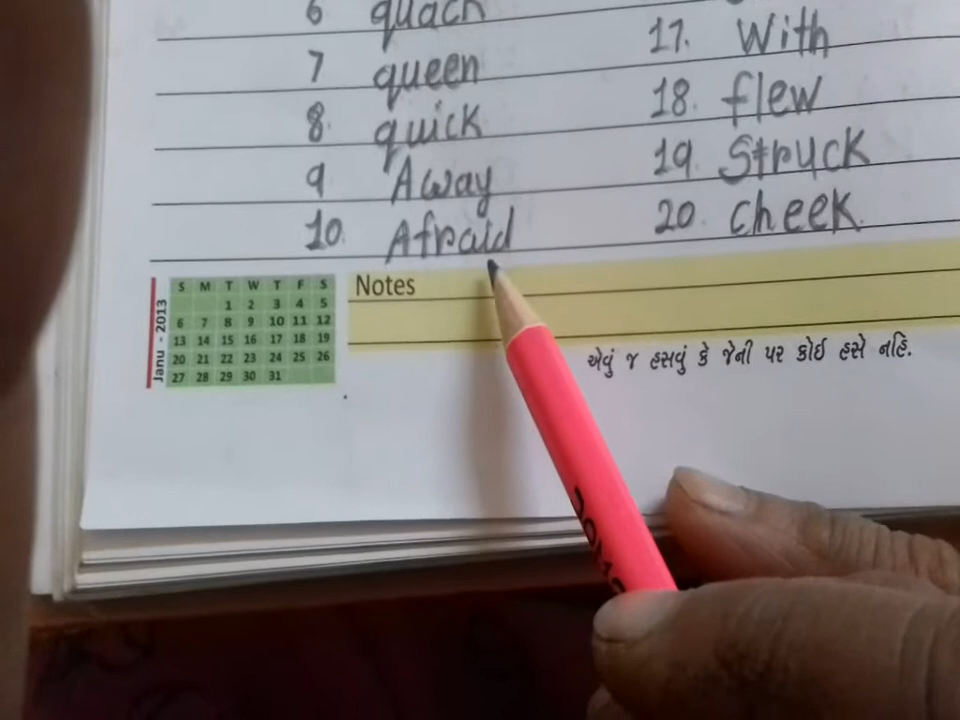 6 quack
7 queen
8. quick
9 Away
10. Afraid
17. With
18. flew
19. Struck
20. cheek
Janu - 2013
S M T W T F S
1 2 3 4 5
6 7 8 9 10 11 12
13 14 15 16 17 18 19
20 21 22 23 24 25 26
27 28 29 30 31
Notes
એવું જ હસવું કે જેની પર કોઈ હસે નહિ.